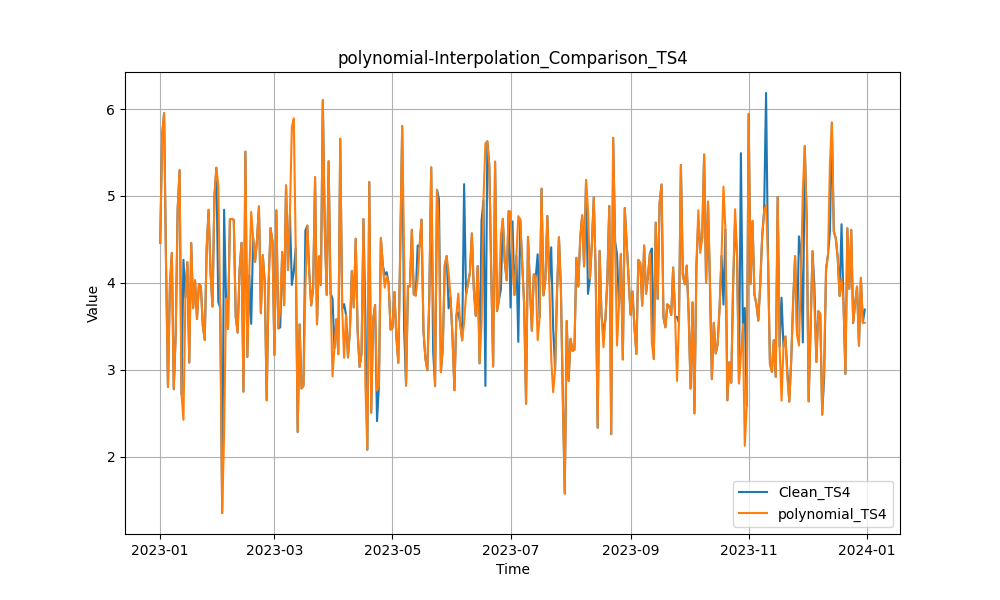 polynomial-Interpolation_Comparison_TS4
Value
6
5
4
3
2
2023-01
2023-03
2023-05
2023-07
2023-09
2023-11
2024-01
Time
Clean_TS4
polynomial_TS4